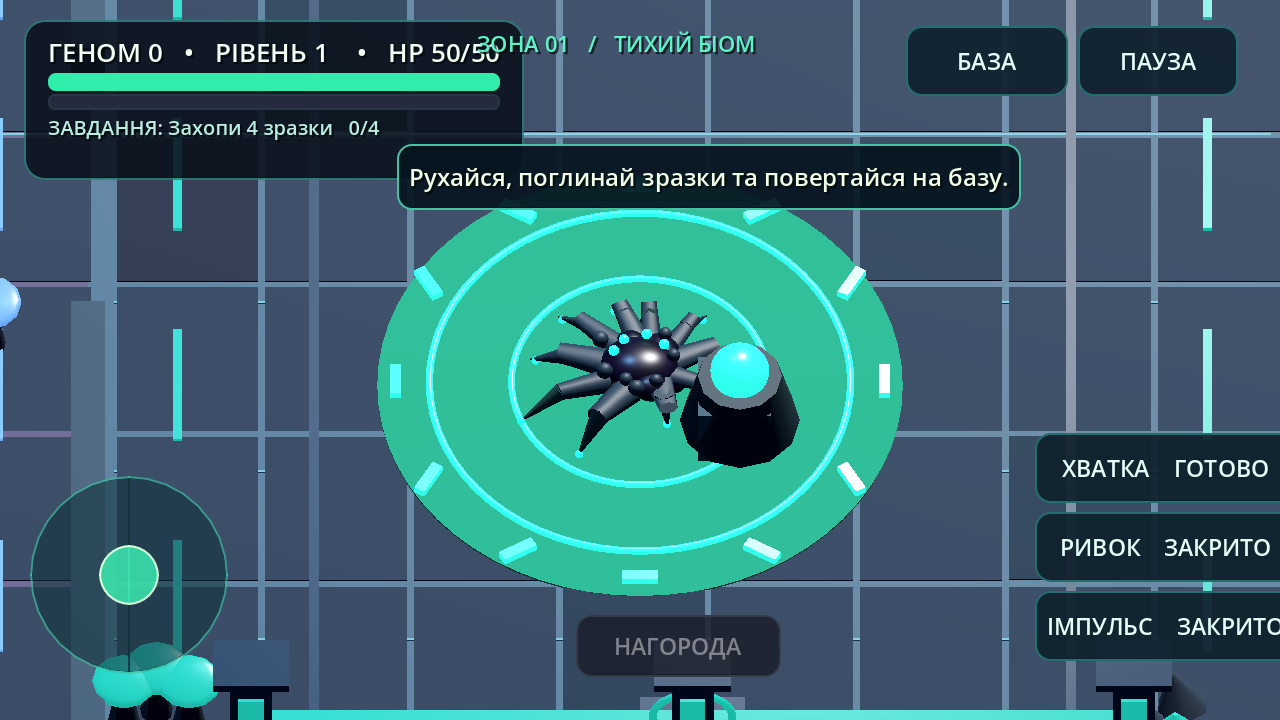 ГЕНОМ 0 • РІВЕНЬ 1 • HP 50/50
ЗОНА 01 / ТИХИЙ БІОМ
БАЗА
ПАУЗА
ЗАВДАННЯ: Захопи 4 зразки 0/4
Рухайся, поглинай зразки та повертайся на базу.
ХВАТКА ГОТОВО
РИВОК ЗАКРИТО
ІМПУЛЬС ЗАКРИТО
НАГОРОДА